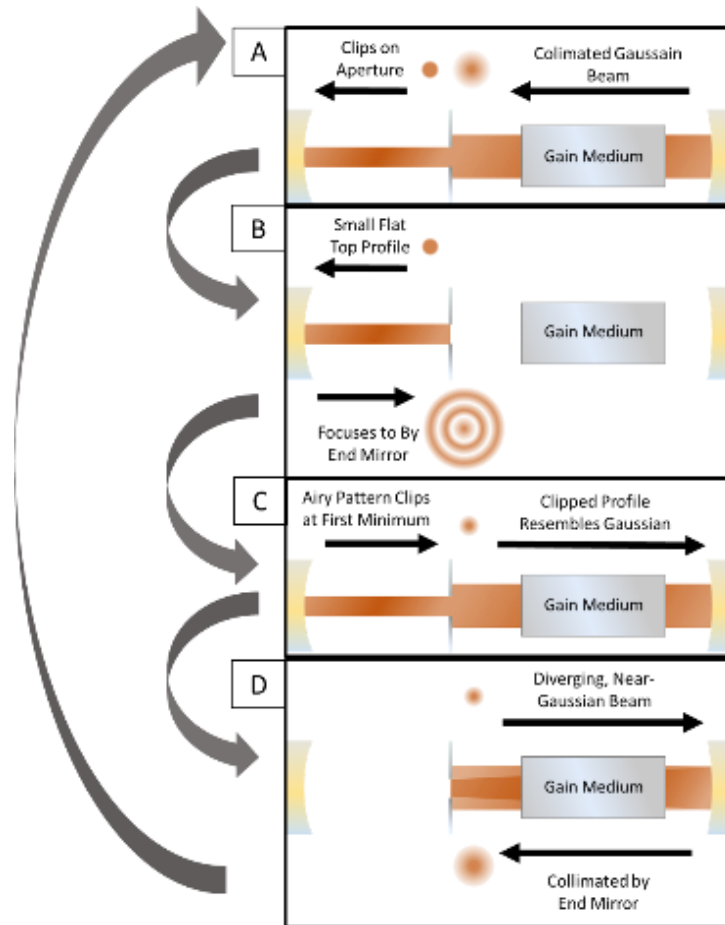 A
Clips on
Aperture
Colimated Gaussain
Beam
Gain Medium
B
Small Flat
Top Profile
Gain Medium
Focuses to By
End Mirror
C
Airy Pattern Clips
at First Minimum
Clipped Profile
Resembles Gaussian
Gain Medium
D
Diverging, Near-
Gaussian Beam
Gain Medium
Collimated by
End Mirror